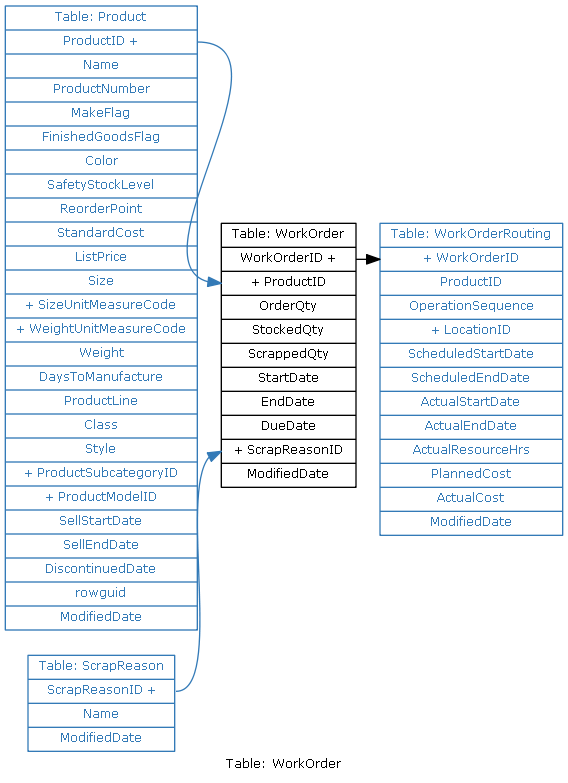 Table: Product
ProductID +
Name
ProductNumber
MakeFlag
FinishedGoodsFlag
Color
SafetyStockLevel
ReorderPoint
StandardCost
ListPrice
Size
+ SizeUnitMeasureCode
+ WeightUnitMeasureCode
Weight
DaysToManufacture
ProductLine
Class
Style
+ ProductSubcategoryID
+ ProductModelID
SellStartDate
SellEndDate
DiscontinuedDate
rowguid
ModifiedDate
Table: ScrapReason
ScrapReasonID +
Name
ModifiedDate
Table: WorkOrder
WorkOrderID +
+ ProductID
OrderQty
StockedQty
ScrappedQty
StartDate
EndDate
DueDate
+ ScrapReasonID
ModifiedDate
Table: WorkOrderRouting
+ WorkOrderID
ProductID
OperationSequence
+ LocationID
ScheduledStartDate
ScheduledEndDate
ActualStartDate
ActualEndDate
ActualResourceHrs
PlannedCost
ActualCost
ModifiedDate
Table: WorkOrder